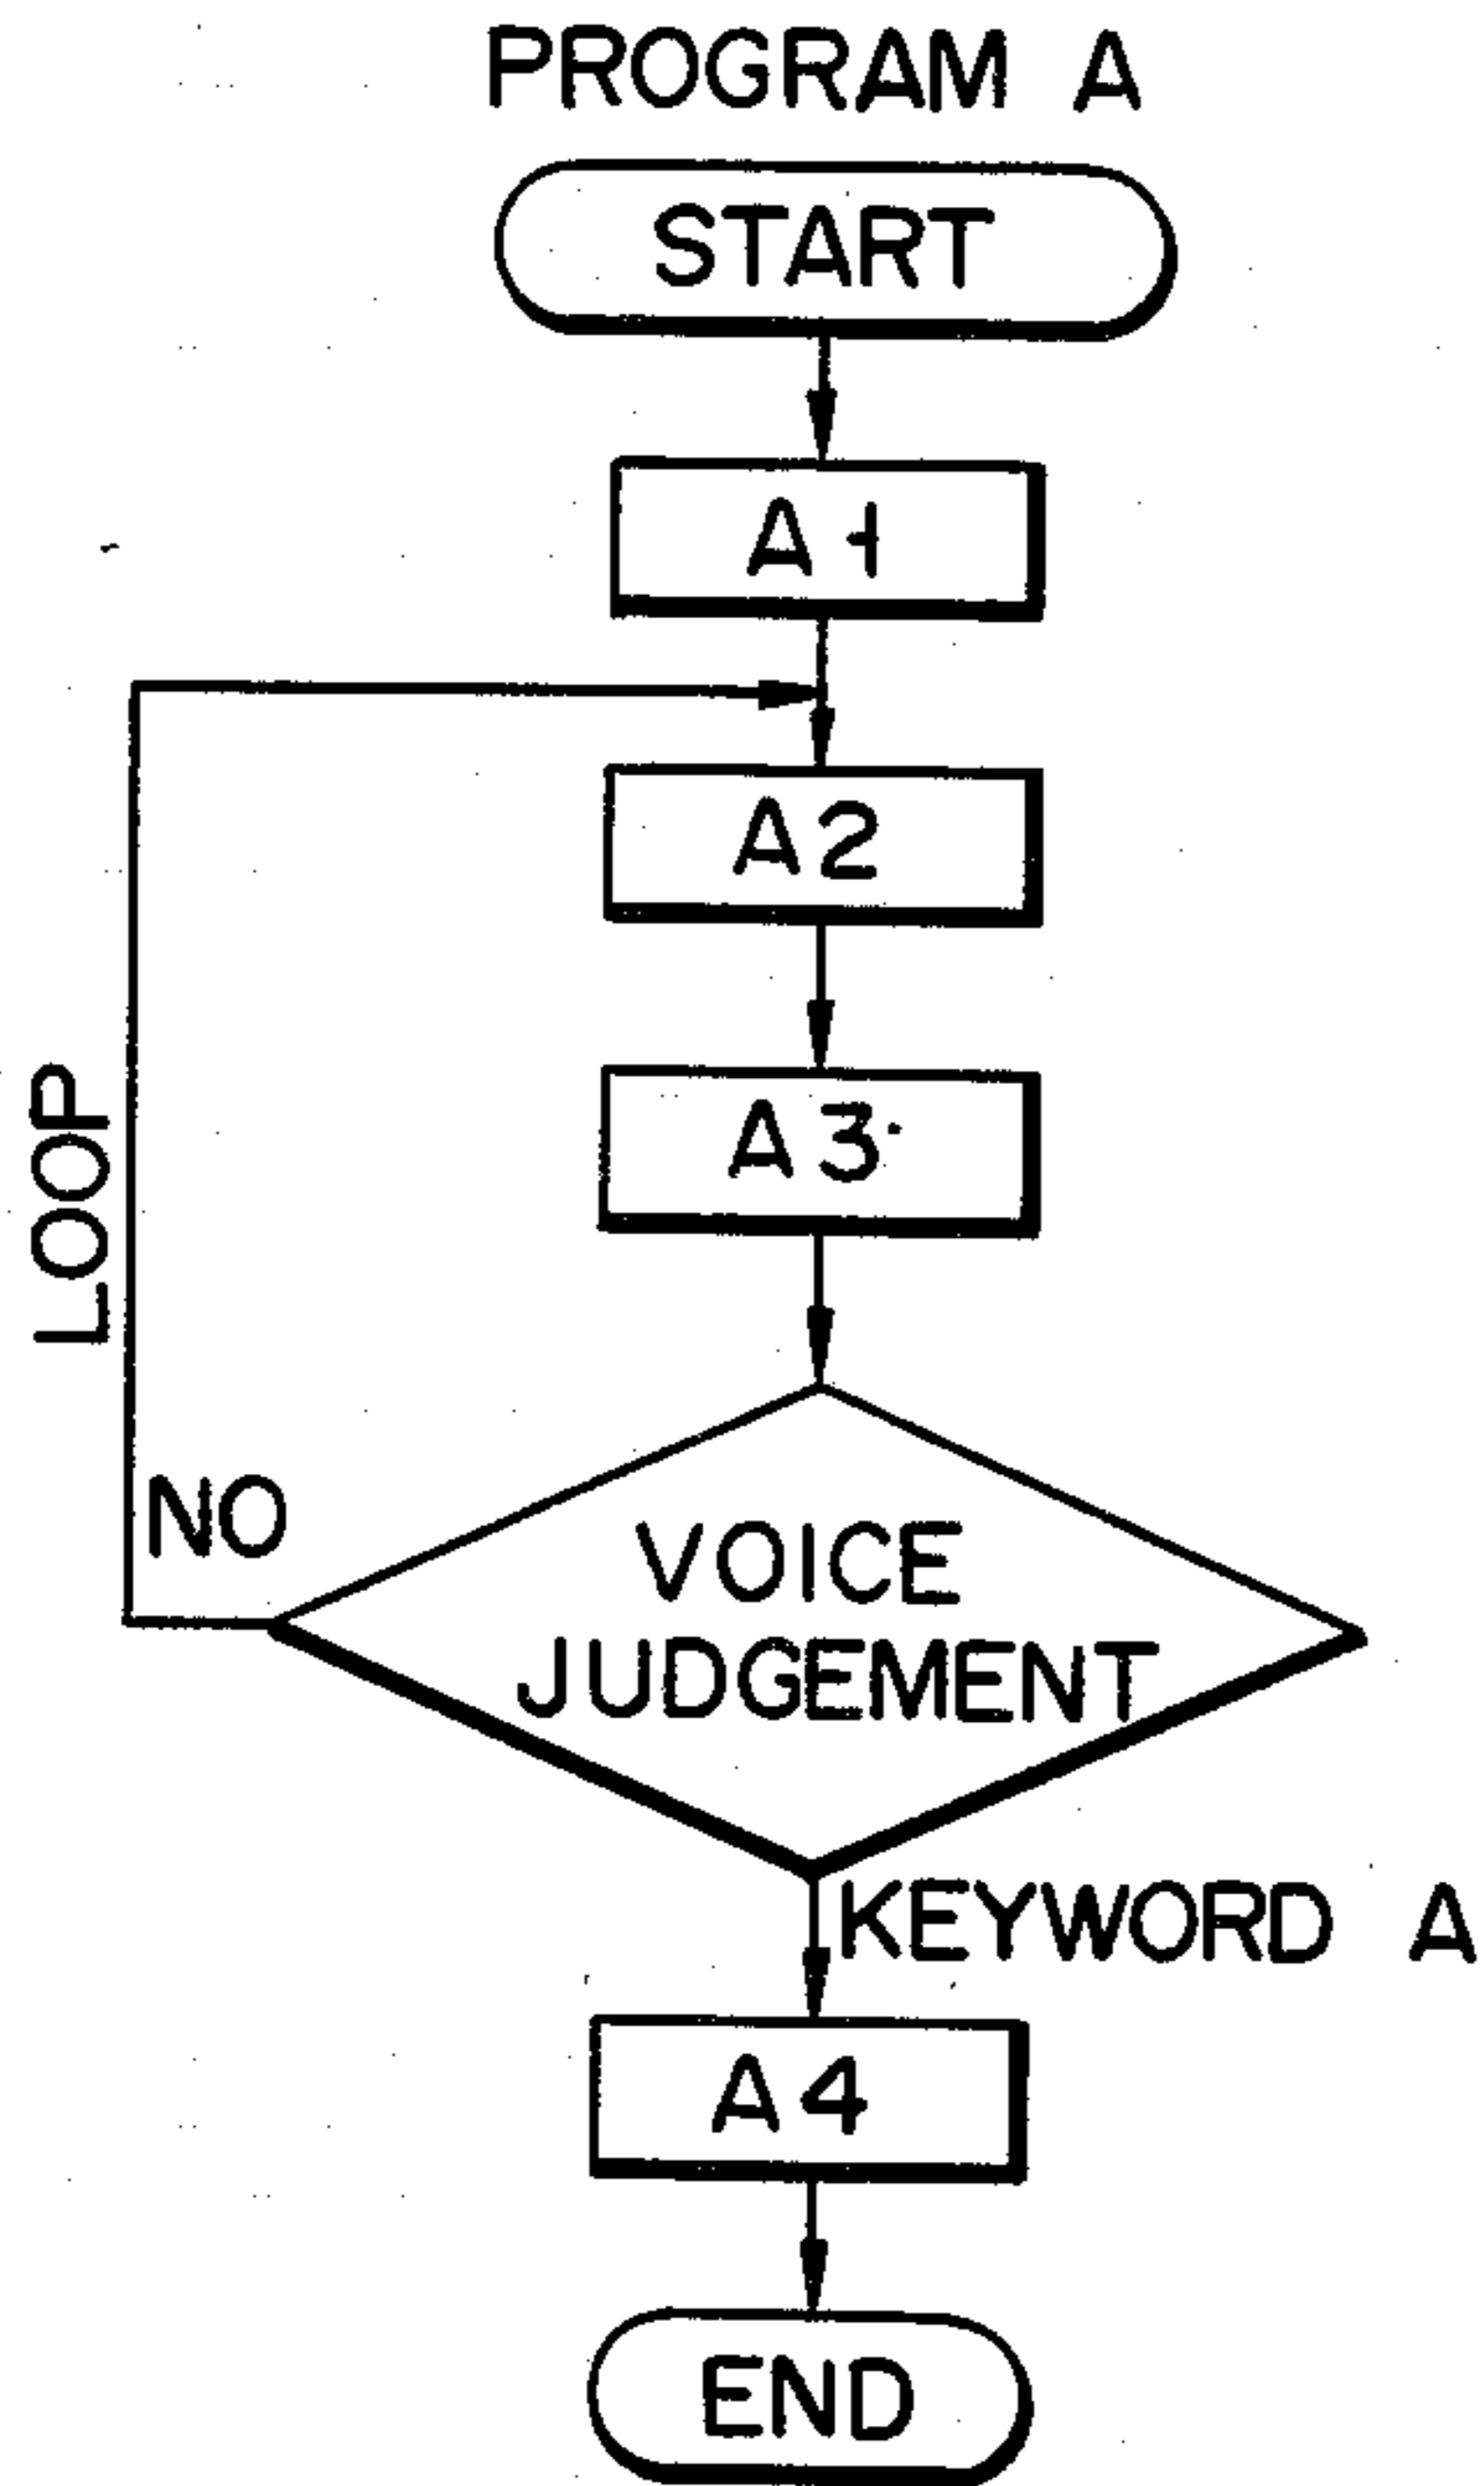 PROGRAM A
START
A1
A2
A3
LOOP
NO
VOICE
JUDGEMENT
KEYWORD A
A4
END